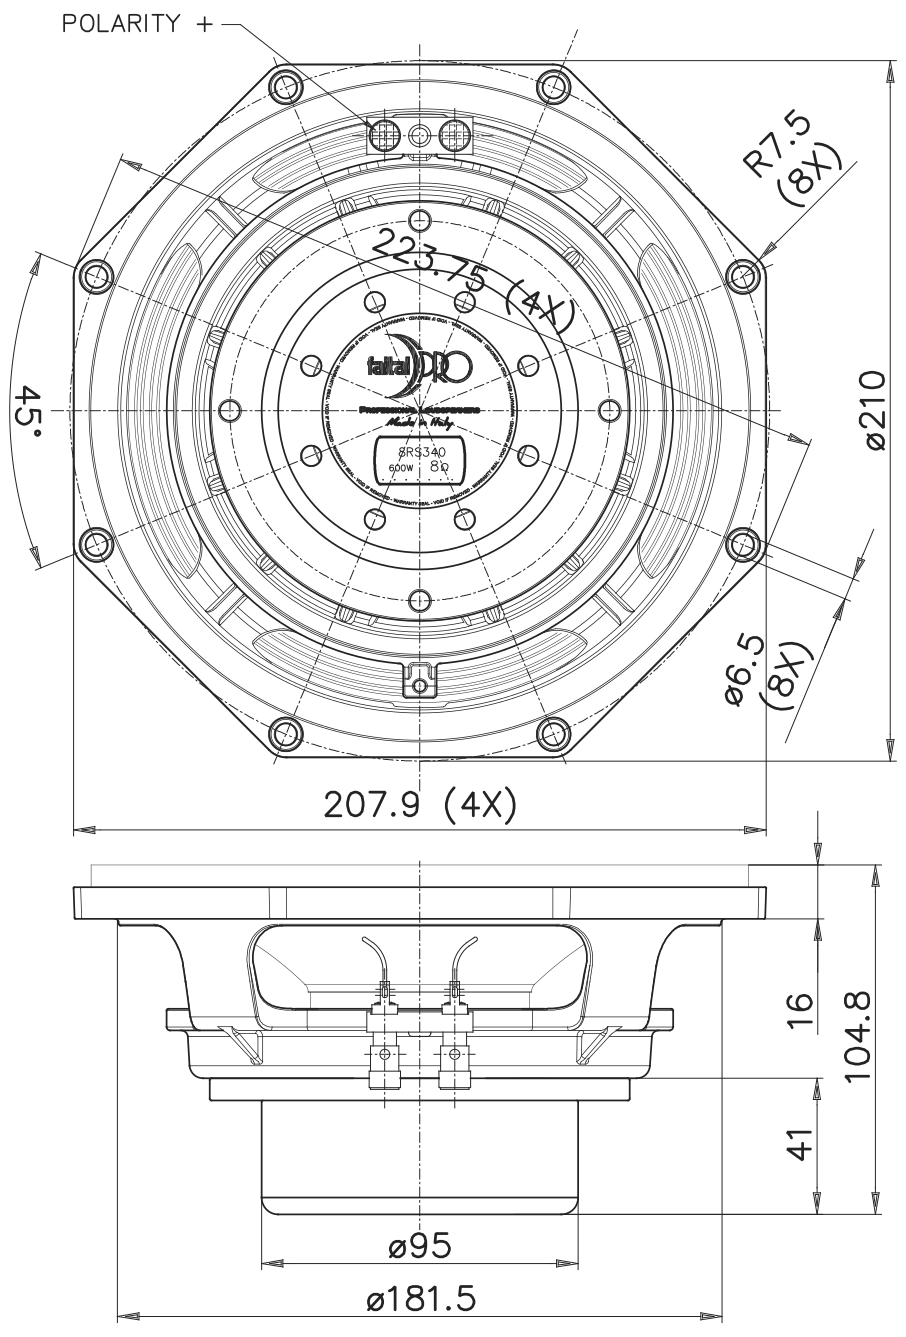 POLARITY +
R7.5
(8X)
223.75 (4X)
ø210
45°
faital PRO
PROFESSIONAL LOUDSPEAKERS
Made in Italy
8RS340
600W 8Ω
ø6.5
(8X)
207.9 (4X)
16
104.8
41
ø95
ø181.5